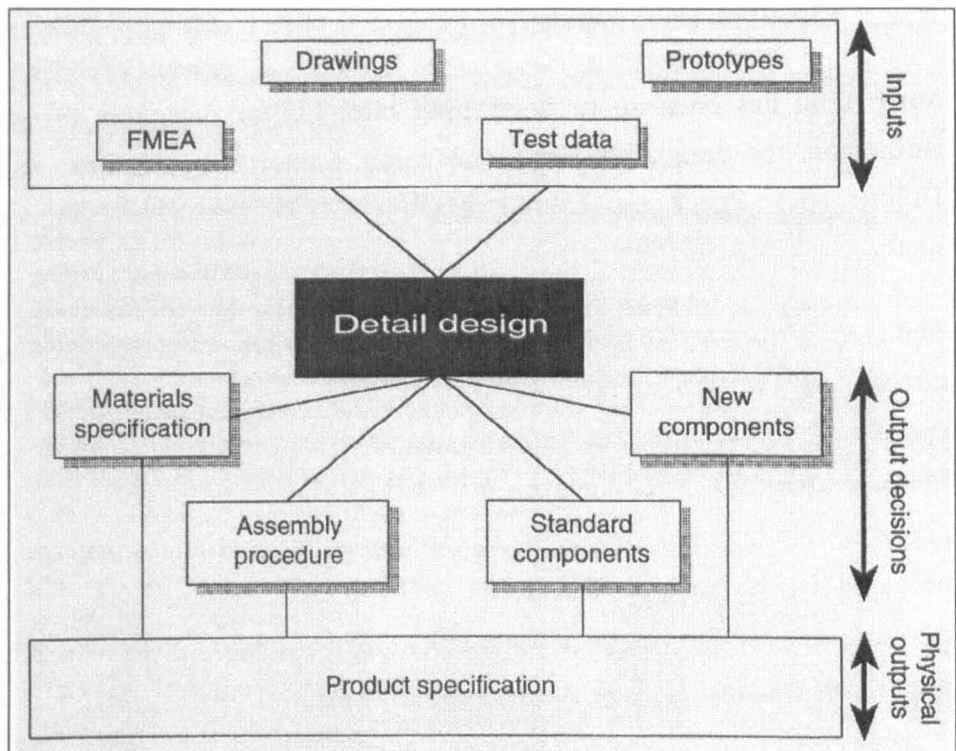 Drawings
Prototypes
FMEA
Test data
Inputs
Detail design
Materials
specification
New
components
Assembly
procedure
Standard
components
Output decisions
Product specification
Physical
outputs